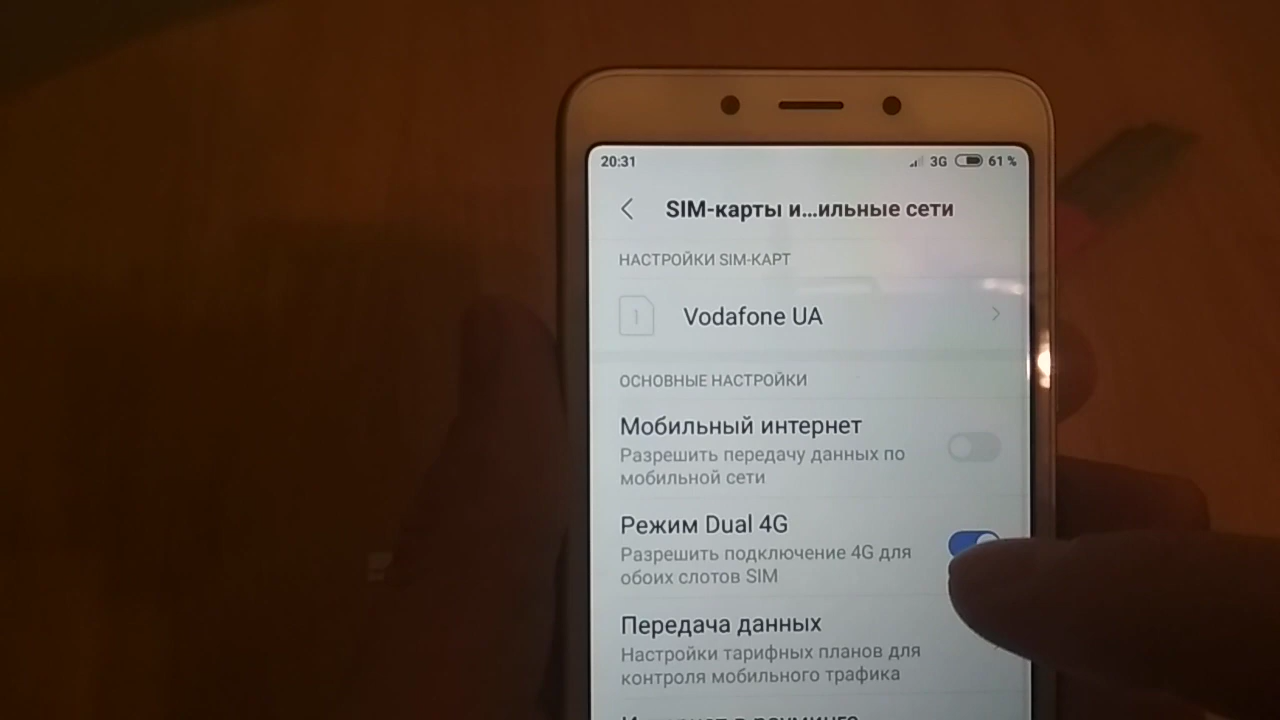 20:31 3G 61 %
SIM-карты и...ильные сети
НАСТРОЙКИ SIM-КАРТ
1 Vodafone UA
ОСНОВНЫЕ НАСТРОЙКИ
Мобильный интернет
Разрешить передачу данных по
мобильной сети
Режим Dual 4G
Разрешить подключение 4G для
обоих слотов SIM
Передача данных
Настройки тарифных планов для
контроля мобильного трафика